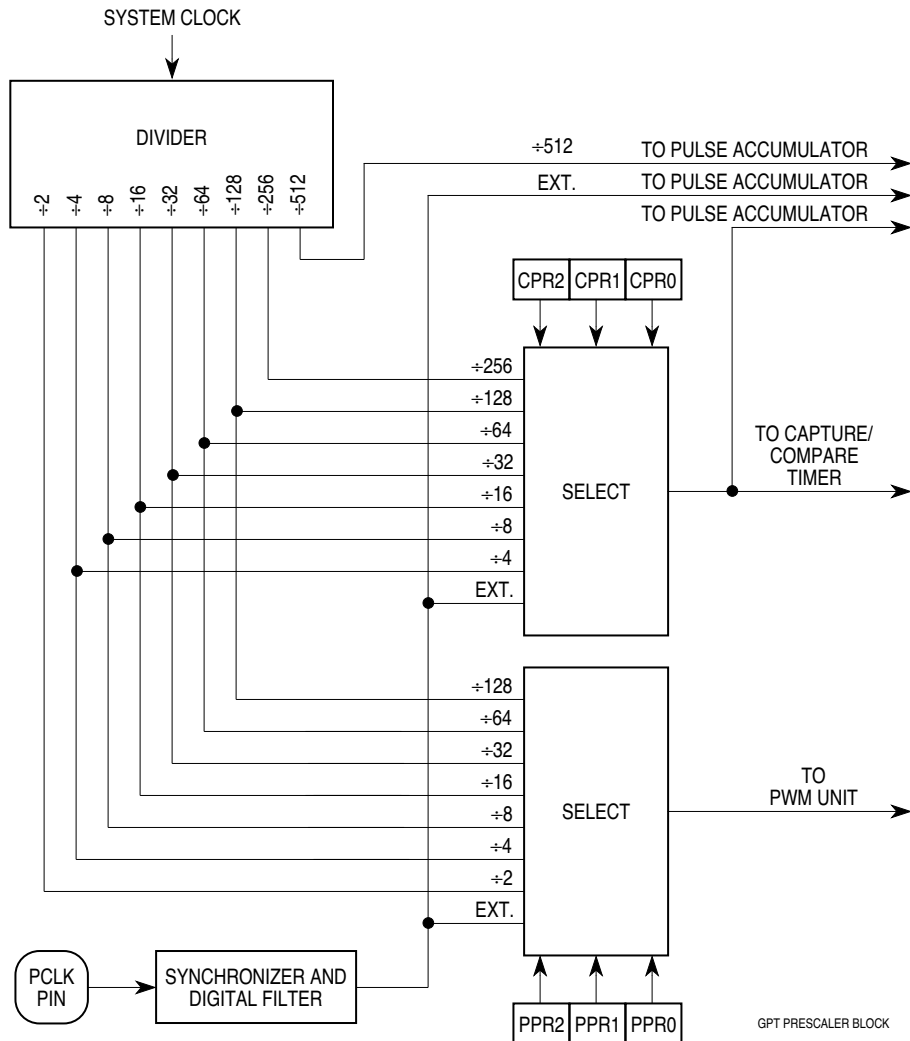 SYSTEM CLOCK
DIVIDER
÷2
÷4
÷8
÷16
÷32
÷64
÷128
÷256
÷512
÷512
TO PULSE ACCUMULATOR
EXT.
TO PULSE ACCUMULATOR
TO PULSE ACCUMULATOR
CPR2
CPR1
CPR0
÷256
÷128
÷64
÷32
÷16
÷8
÷4
EXT.
SELECT
TO CAPTURE/
COMPARE
TIMER
÷128
÷64
÷32
÷16
÷8
÷4
÷2
EXT.
SELECT
TO
PWM UNIT
PCLK
PIN
SYNCHRONIZER AND
DIGITAL FILTER
PPR2
PPR1
PPR0
GPT PRESCALER BLOCK